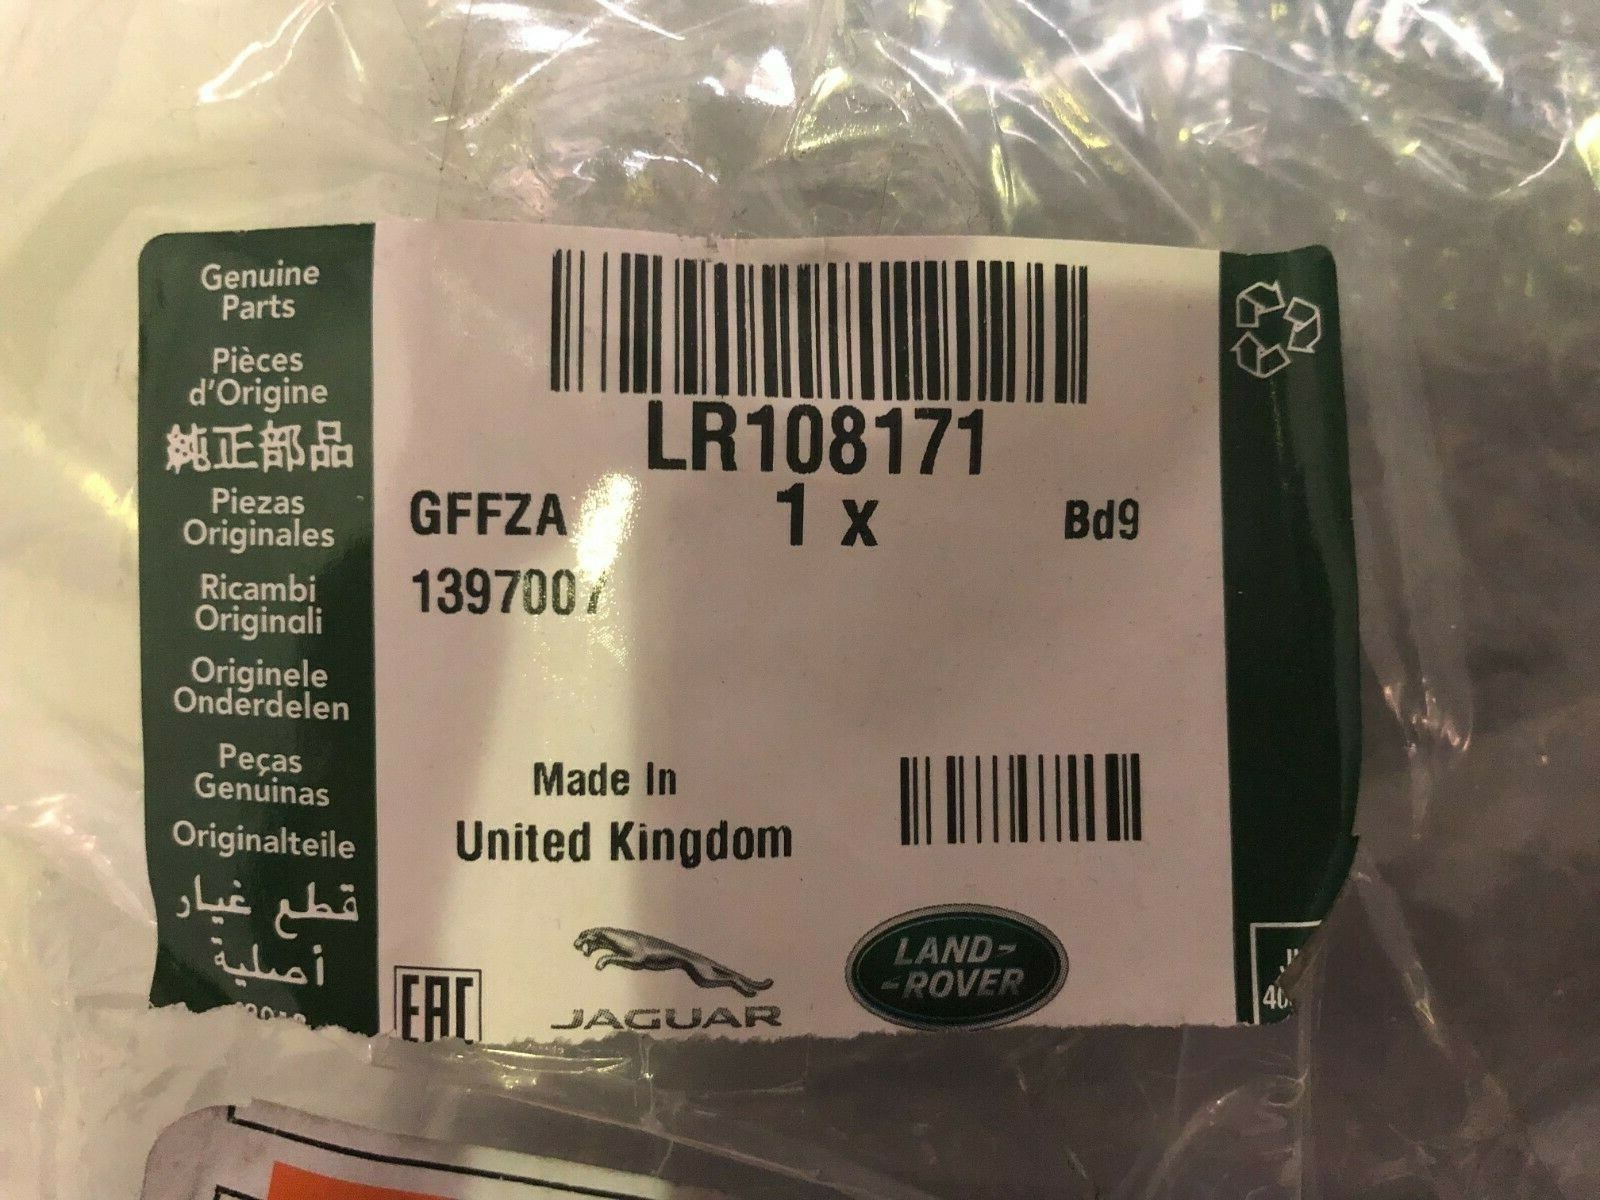 Genuine
Parts
Pièces
d'Origine
純正部品
Piezas
Originales
Ricambi
Originali
Originele
Onderdelen
Peças
Genuinas
Originalteile
قطع غيار
أصلية
LR108171
GFFZA
1 x
Bd9
1397007
Made In
United Kingdom
EAC
JAGUAR
LAND-
-ROVER